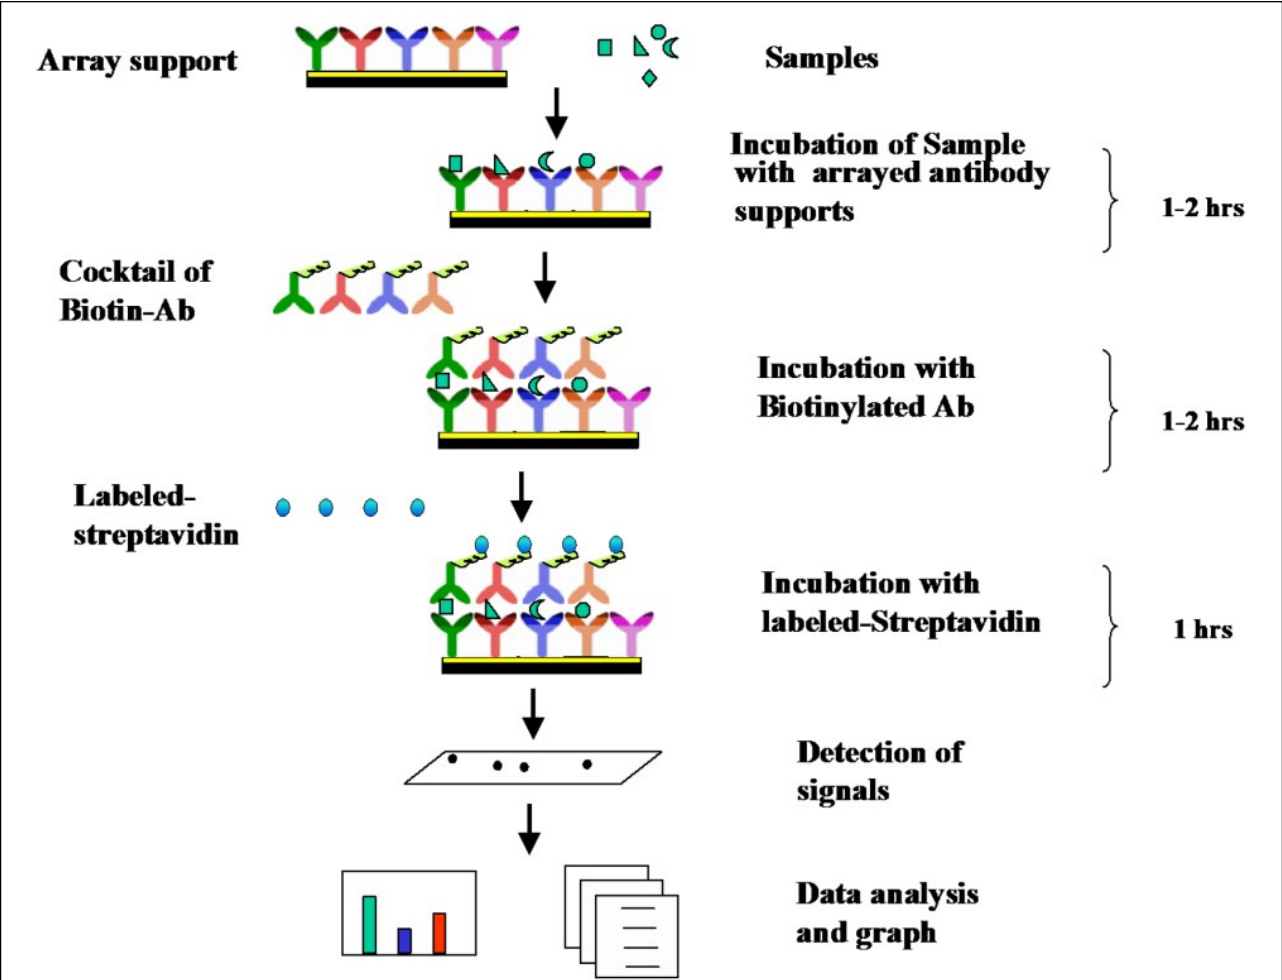 Array support
Samples
Incubation of Sample
with arrayed antibody
supports
1-2 hrs
Cocktail of
Biotin-Ab
Incubation with
Biotinylated Ab
1-2 hrs
Labeled-
streptavidin
Incubation with
labeled-Streptavidin
1 hrs
Detection of
signals
Data analysis
and graph